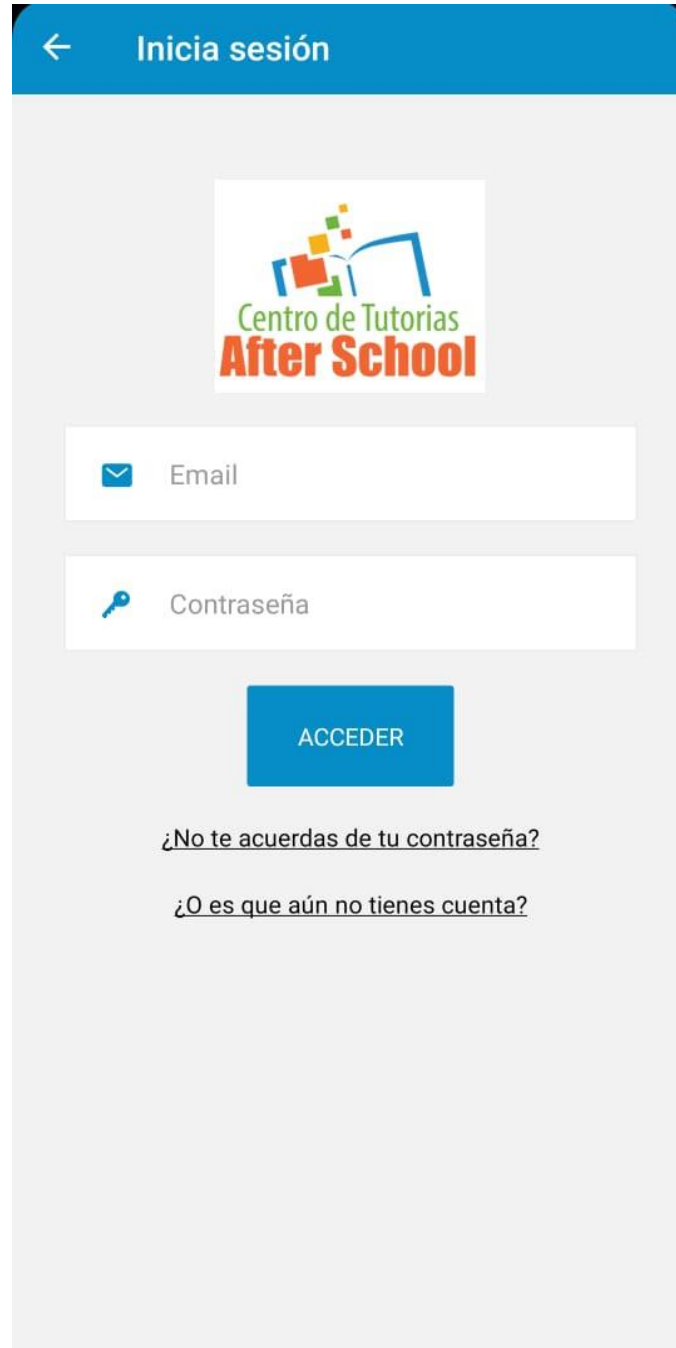 Inicia sesión
Centro de Tutorias
After School
Email
Contraseña
ACCEDER
¿No te acuerdas de tu contraseña?
¿O es que aún no tienes cuenta?